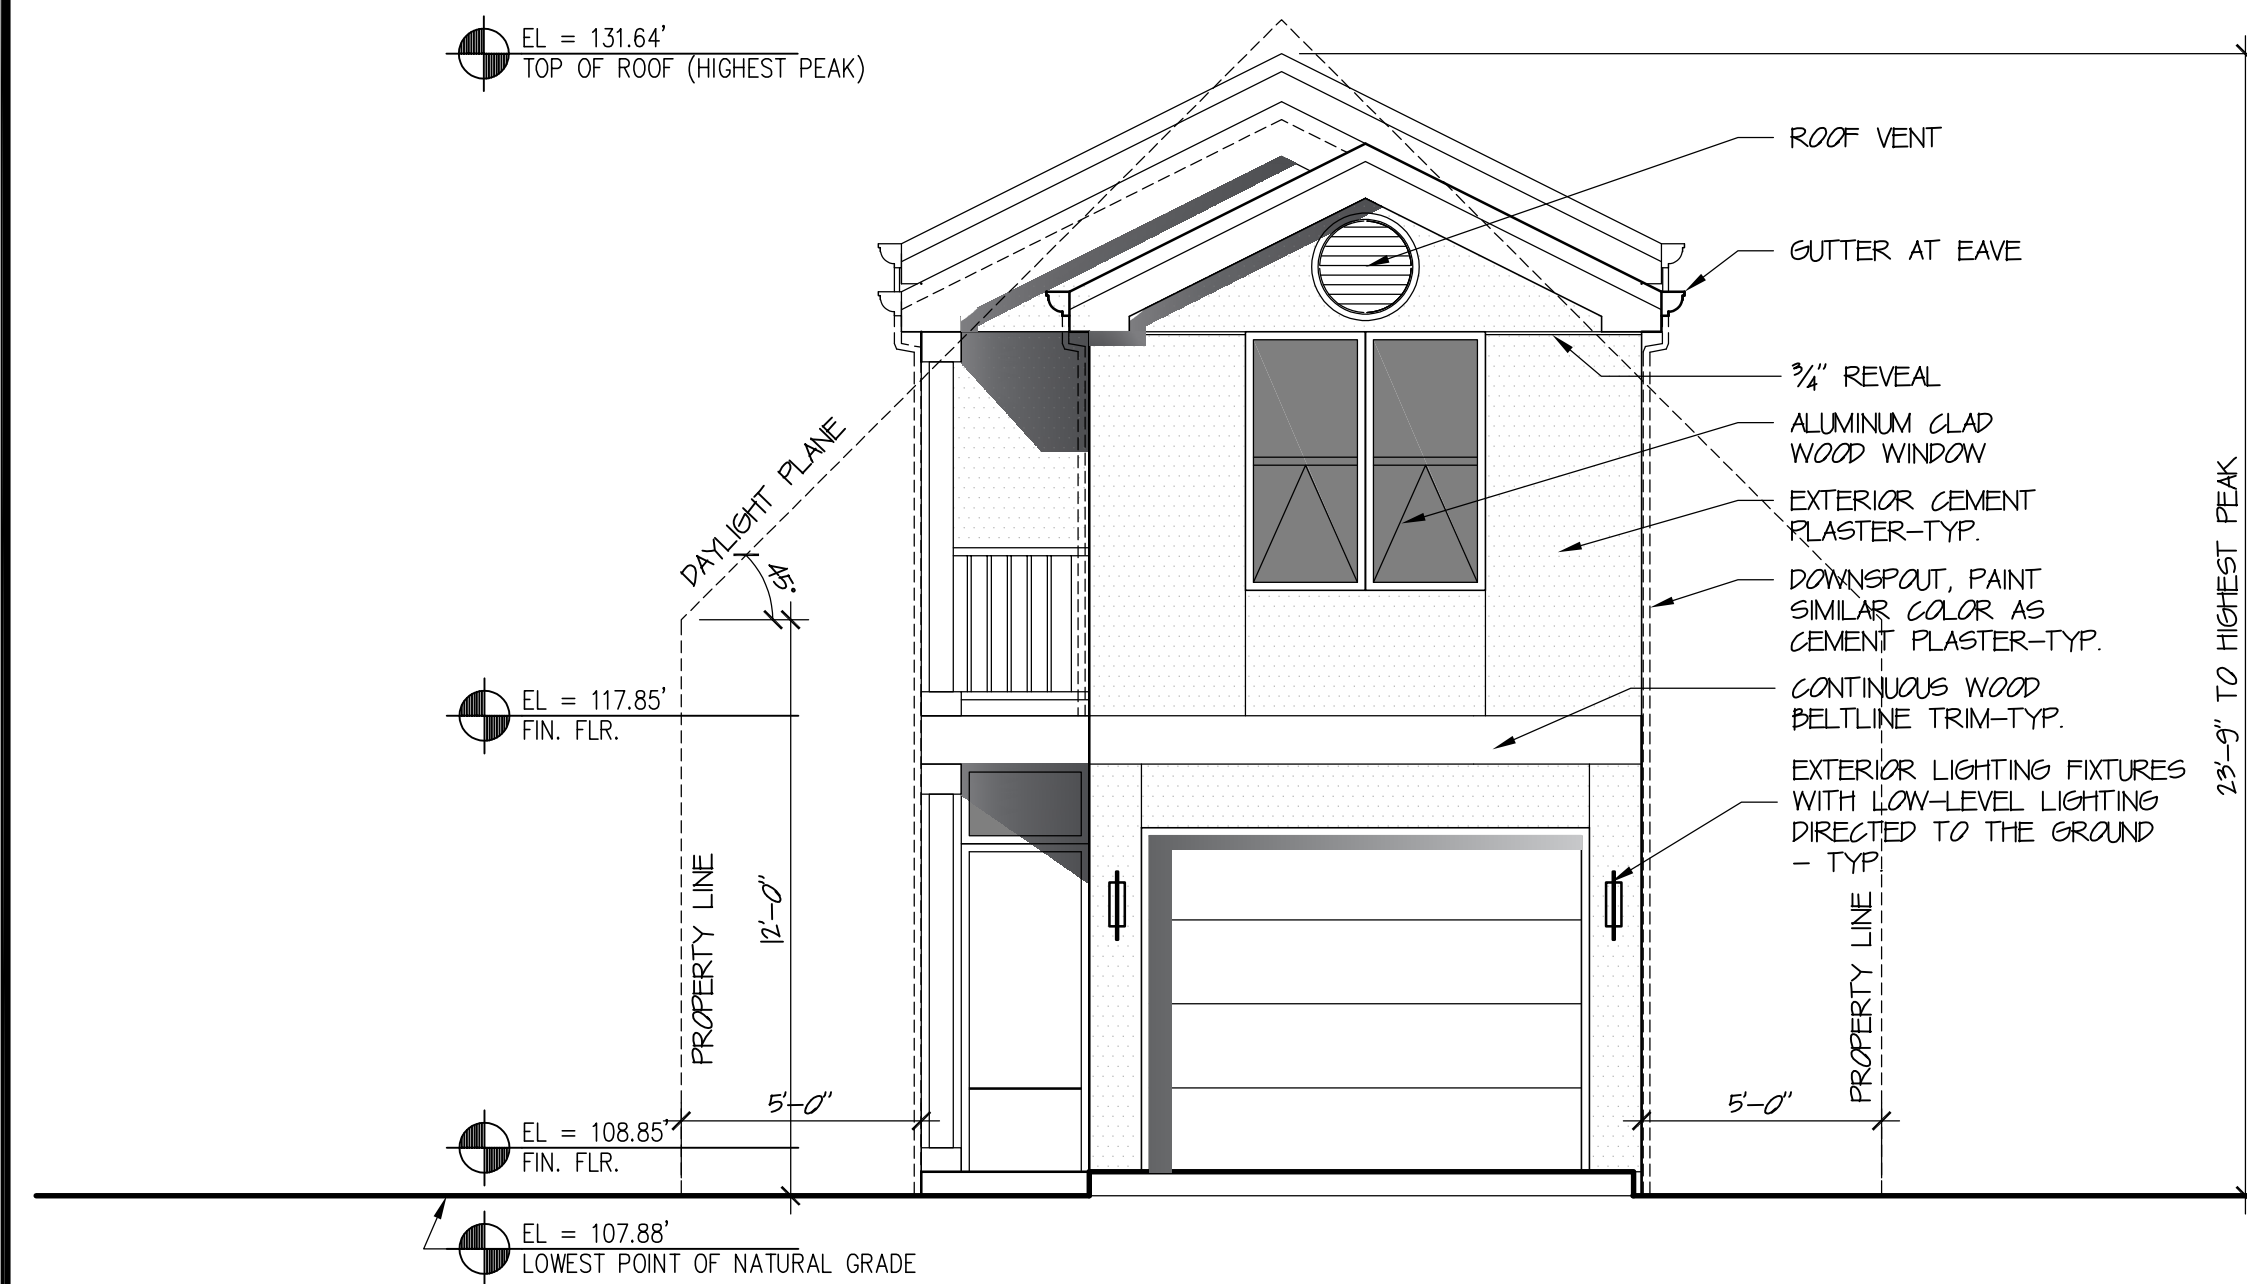 EL = 131.64'
TOP OF ROOF (HIGHEST PEAK)
ROOF VENT
GUTTER AT EAVE
3/4" REVEAL
ALUMINUM CLAD
WOOD WINDOW
EXTERIOR CEMENT
PLASTER-TYP.
DOWNSPOUT, PAINT
SIMILAR COLOR AS
CEMENT PLASTER-TYP.
CONTINUOUS WOOD
BELTLINE TRIM-TYP.
EXTERIOR LIGHTING FIXTURES
WITH LOW-LEVEL LIGHTING
DIRECTED TO THE GROUND
- TYP.
23'-9" TO HIGHEST PEAK
DAYLIGHT PLANE
45°
EL = 117.85'
FIN. FLR.
PROPERTY LINE
12'-0"
5'-0"
PROPERTY LINE
5'-0"
EL = 108.85'
FIN. FLR.
EL = 107.88'
LOWEST POINT OF NATURAL GRADE